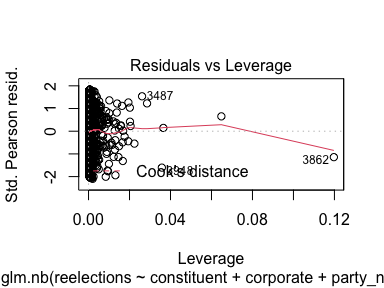 Residuals vs Leverage
Std. Pearson resid.
2
1
0
-2
3487
3862
Cook's distance
0.00
0.04
0.08
0.12
Leverage
glm.nb(reelections ~ constituent + corporate + party_n